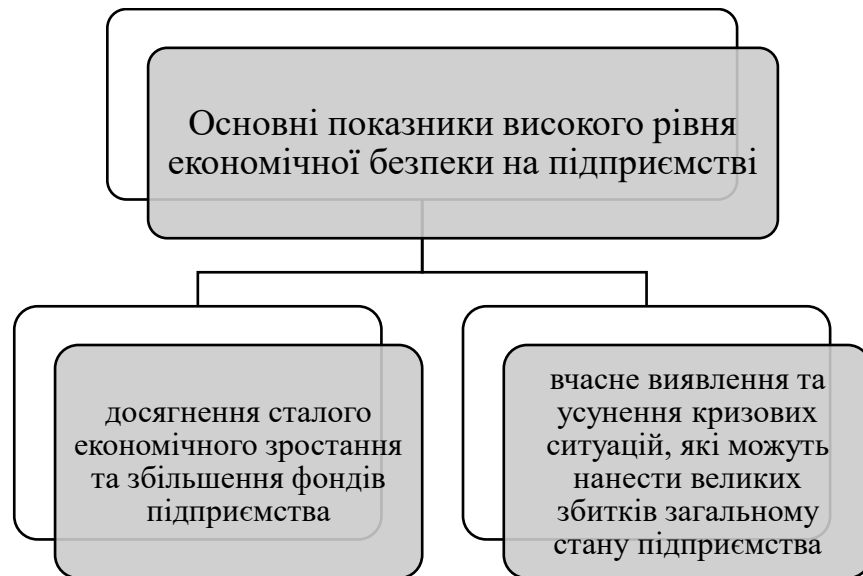 Основні показники високого рівня
економічної безпеки на підприємстві
досягнення сталого
економічного зростання
та збільшення фондів
підприємства
вчасне виявлення та
усунення кризових
ситуацій, які можуть
нанести великих
збитків загальному
стану підприємства